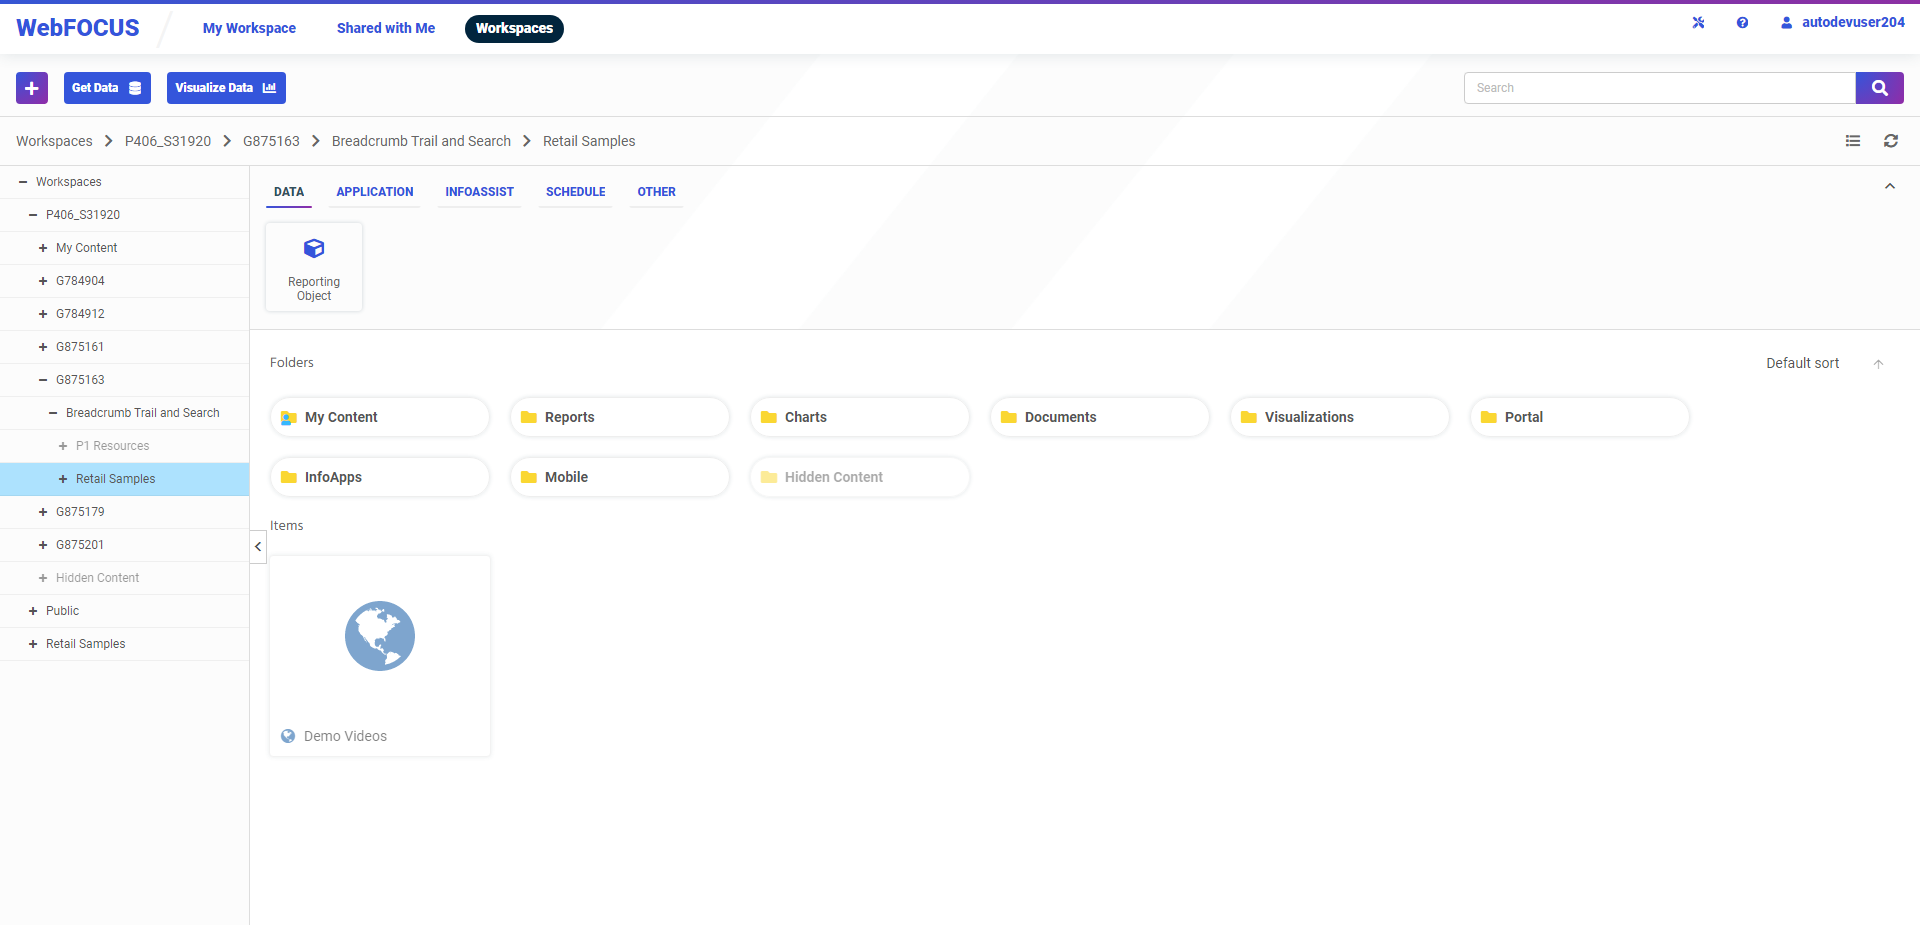 WebFOCUS
My Workspace
Shared with Me
Workspaces
autodevuser204
Get Data
Visualize Data
Search
Workspaces
P406_S31920
G875163
Breadcrumb Trail and Search
Retail Samples
Workspaces
P406_S31920
My Content
G784904
G784912
G875161
G875163
Breadcrumb Trail and Search
P1 Resources
Retail Samples
G875179
G875201
Hidden Content
Public
Retail Samples
DATA
APPLICATION
INFOASSIST
SCHEDULE
OTHER
Reporting
Object
Folders
Default sort
My Content
Reports
Charts
Documents
Visualizations
Portal
InfoApps
Mobile
Hidden Content
Items
Demo Videos